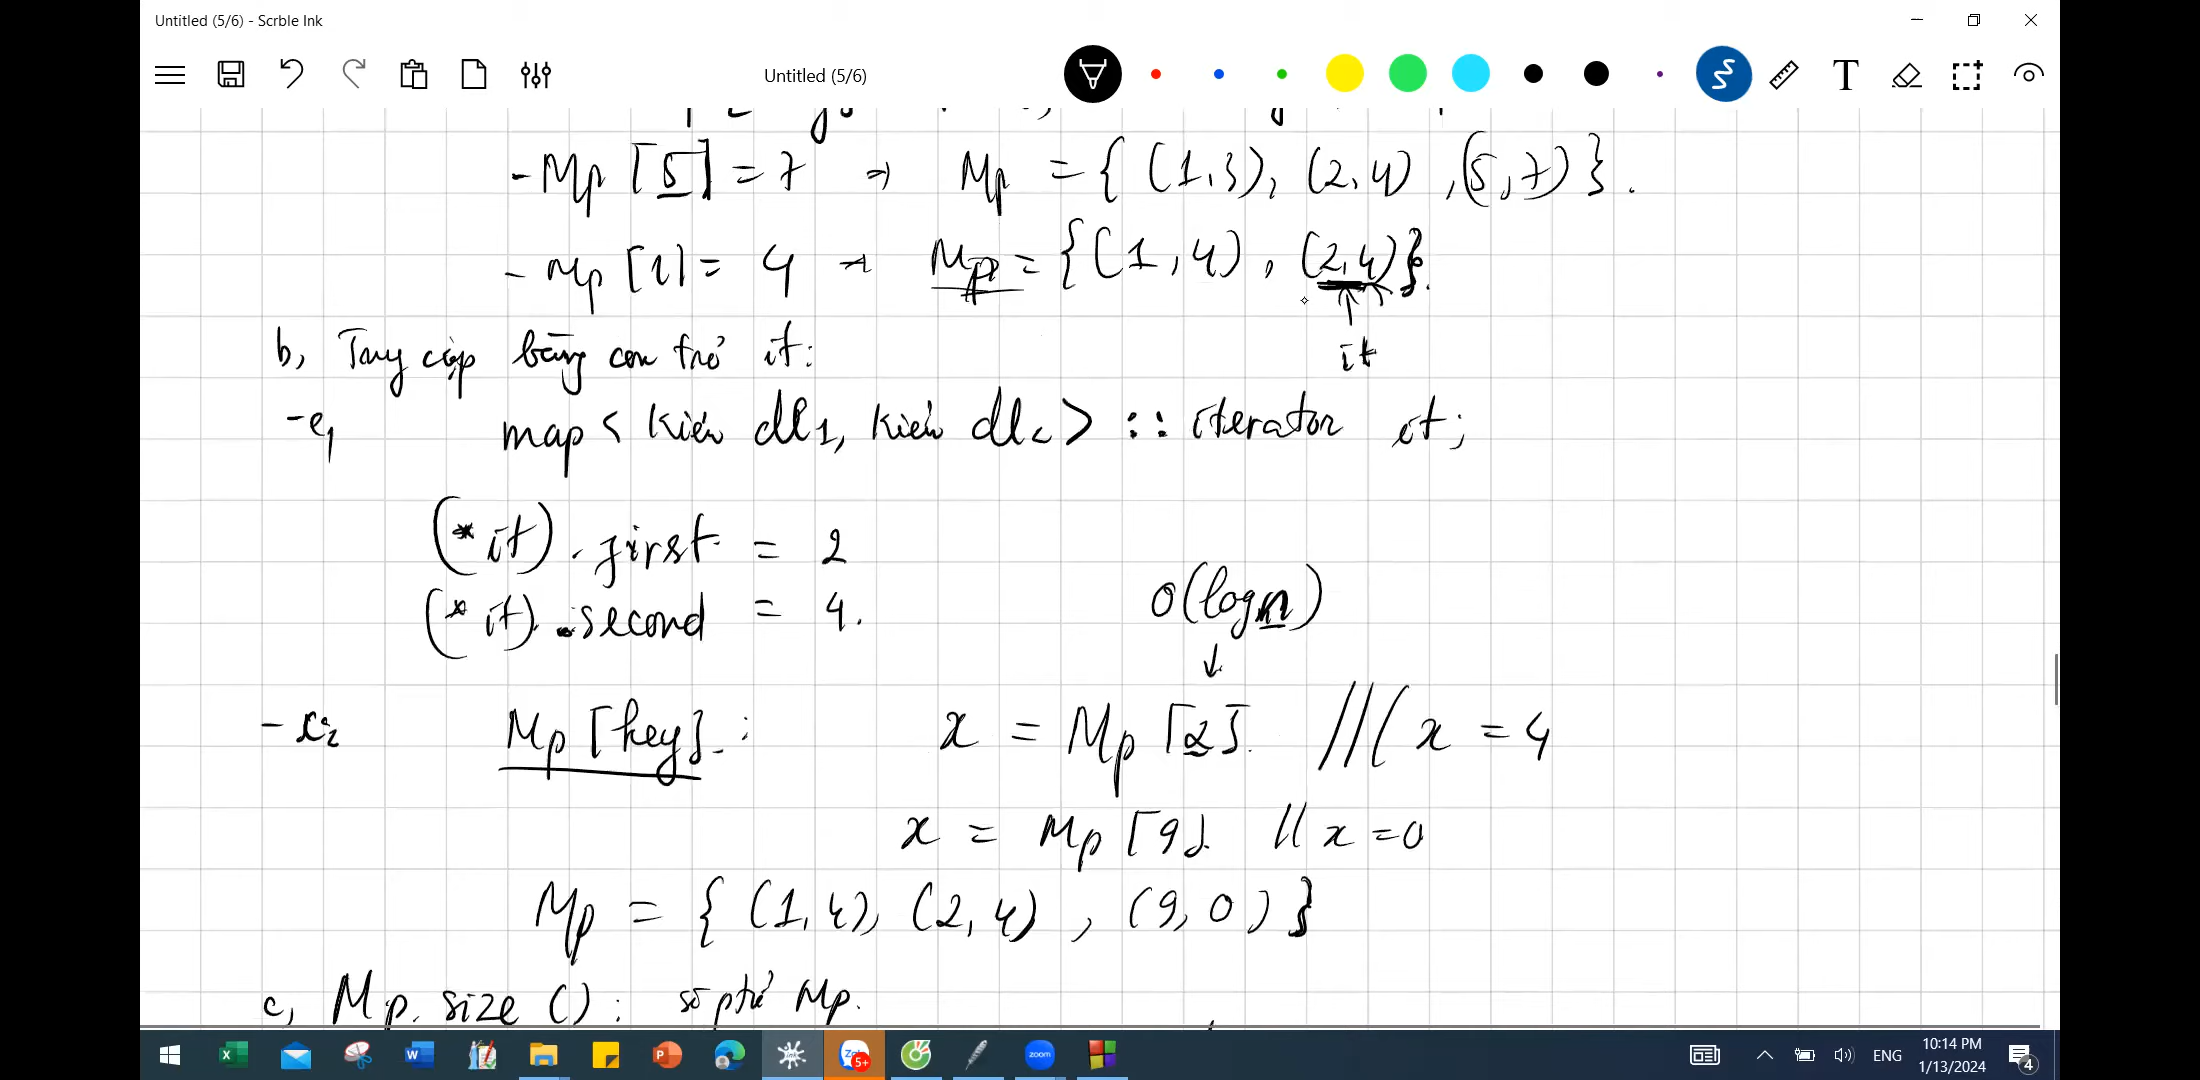 Untitled (5/6) - Scrble Ink
Untitled (5/6)
T
- Mp [5] = 7 → Mp = { (1,3), (2,4), (5,7) }.
- Mp [1] = 4 → Mp = {(1,4), (2,4)}.
it
b, Truy cập bằng con trỏ it:
- c1 map < kiểu dl1, kiểu dl2 > :: iterator it;
(*it).first = 2
(*it).second = 4.
O(logn)
↓
- c2 Mp [key] : x = Mp [2]. // ( x = 4
x = Mp [9]. // x = 0
Mp = { (1,4), (2,4), (9,0) }
c, Mp.size () : số ptử Mp.
5+
zoom
ENG
10:14 PM
1/13/2024
4